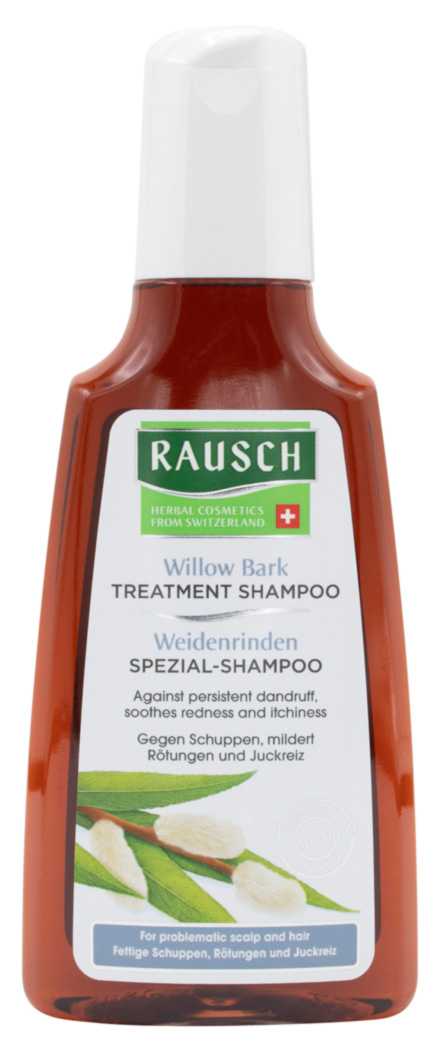 RAUSCH
HERBAL COSMETICS
FROM SWITZERLAND
Willow Bark
TREATMENT SHAMPOO
Weidenrinden
SPEZIAL-SHAMPOO
Against persistent dandruff,
soothes redness and itchiness
Gegen Schuppen, mildert
Rötungen und Juckreiz
For problematic scalp and hair
Fettige Schuppen, Rötungen und Juckreiz